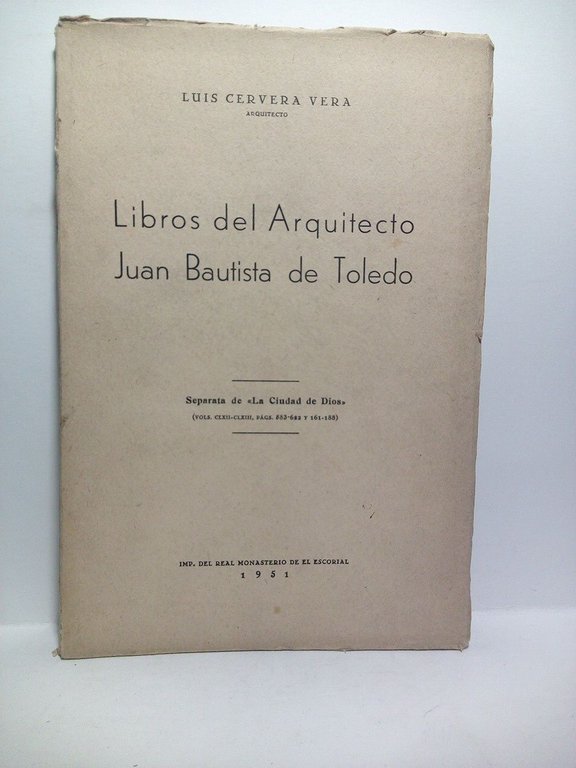 LUIS CERVERA VERA
ARQUITECTO
Libros del Arquitecto
Juan Bautista de Toledo
Separata de «La Ciudad de Dios»
(VOLS. CLXII-CLXIII, PÁGS. 583-622 Y 161-188)
IMP. DEL REAL MONASTERIO DE EL ESCORIAL
1951